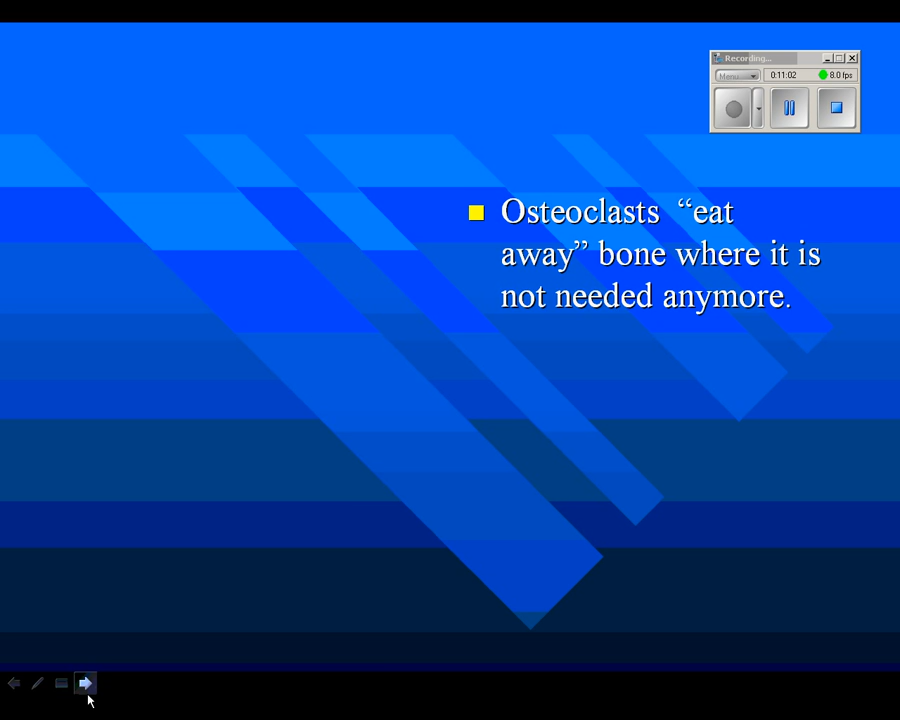 Recording...
Menu 0:11:02 8.0 fps
Osteoclasts “eat
away” bone where it is
not needed anymore.